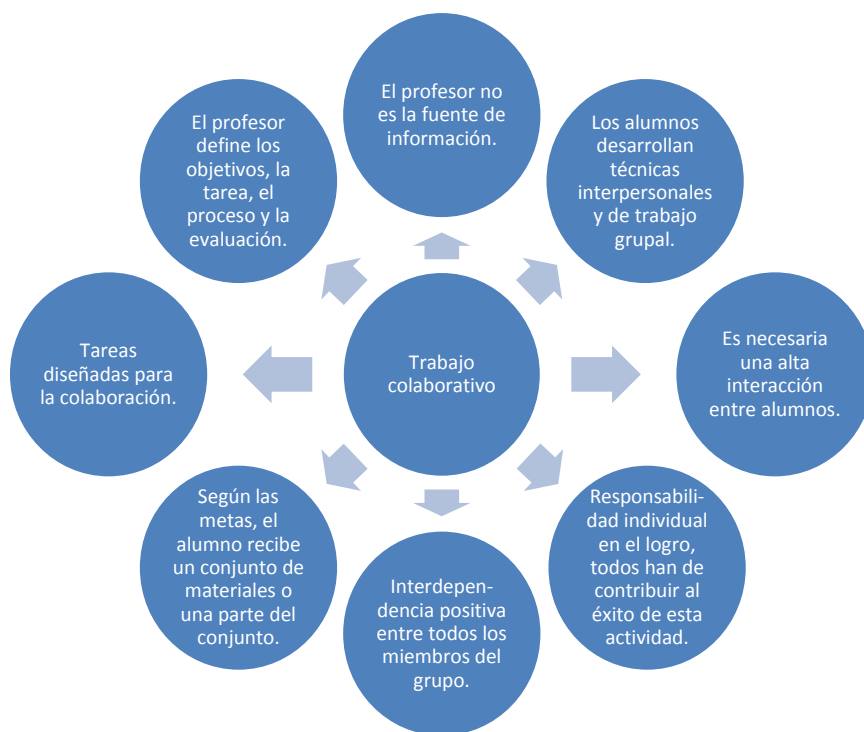 El profesor no
es la fuente de
información.
Los alumnos
desarrollan
técnicas
interpersonales
y de trabajo
grupal.
Es necesaria
una alta
interacción
entre alumnos.
Responsabili-
dad individual
en el logro,
todos han de
contribuir al
éxito de esta
actividad.
Interdepen-
dencia positiva
entre todos los
miembros del
grupo.
Según las
metas, el
alumno recibe
un conjunto de
materiales o
una parte del
conjunto.
Tareas
diseñadas para
la colaboración.
El profesor
define los
objetivos, la
tarea, el
proceso y la
evaluación.
Trabajo
colaborativo